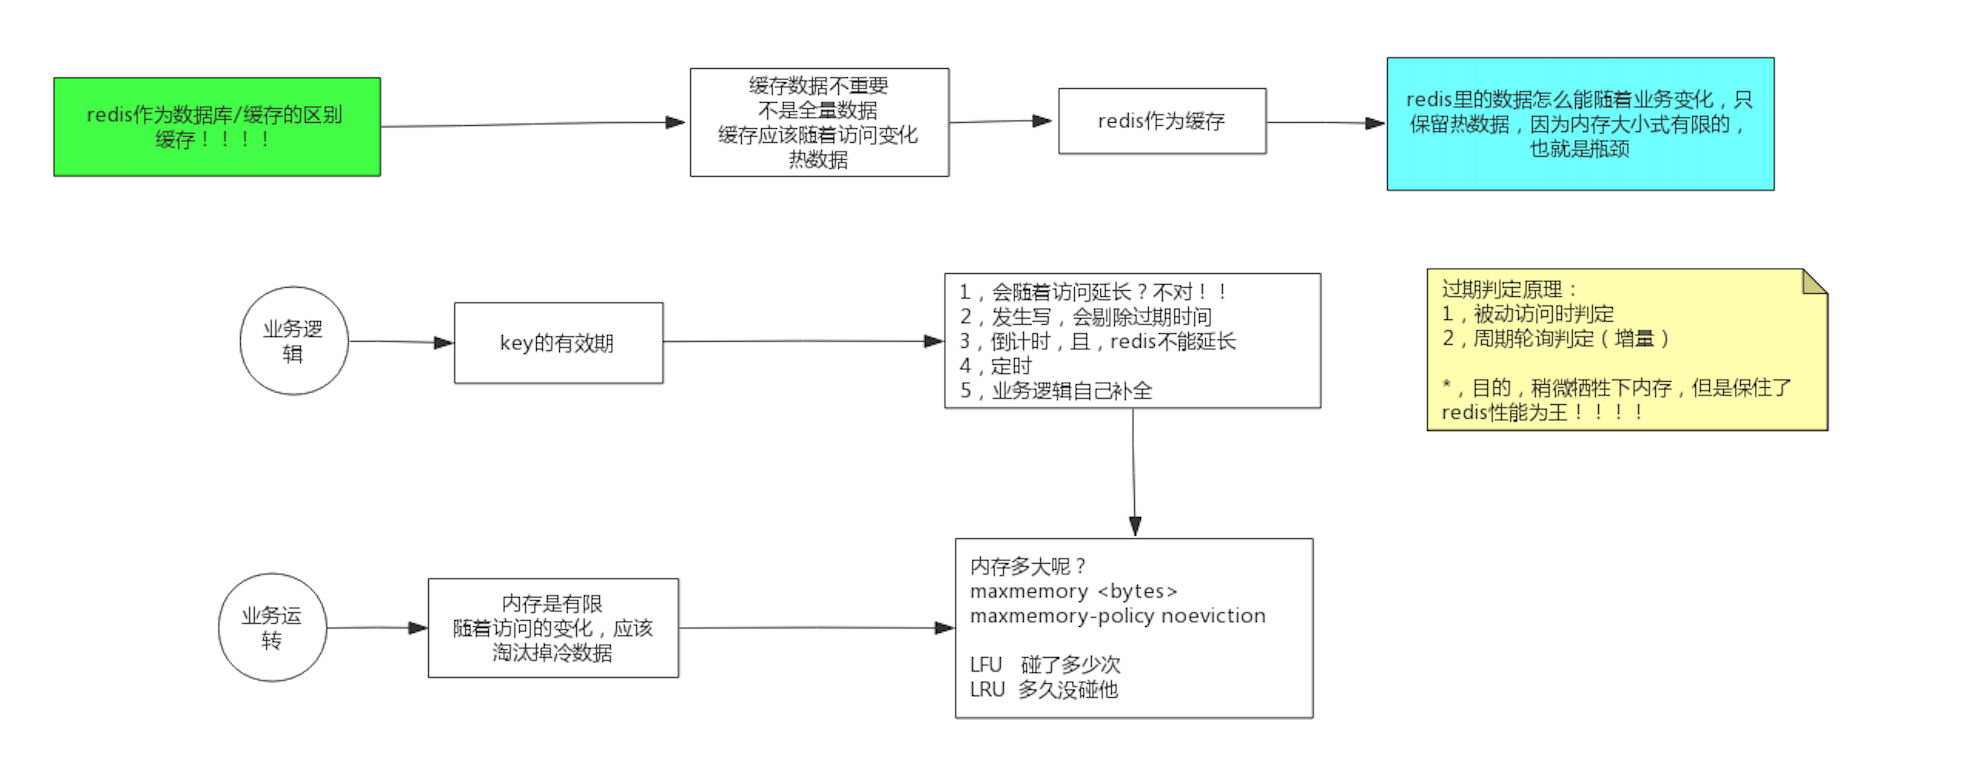 redis作为数据库/缓存的区别
缓存！！！！
缓存数据不重要
不是全量数据
缓存应该随着访问变化
热数据
redis作为缓存
redis里的数据怎么能随着业务变化，只
保留热数据，因为内存大小式有限的，
也就是瓶颈
业务逻
辑
key的有效期
1，会随着访问延长？不对！！
2，发生写，会剔除过期时间
3，倒计时，且，redis不能延长
4，定时
5，业务逻辑自己补全
过期判定原理：
1，被动访问时判定
2，周期轮询判定（增量）
*，目的，稍微牺牲下内存，但是保住了
redis性能为王！！！！
业务运
转
内存是有限
随着访问的变化，应该
淘汰掉冷数据
内存多大呢？
maxmemory <bytes>
maxmemory-policy noeviction
LFU 碰了多少次
LRU 多久没碰他